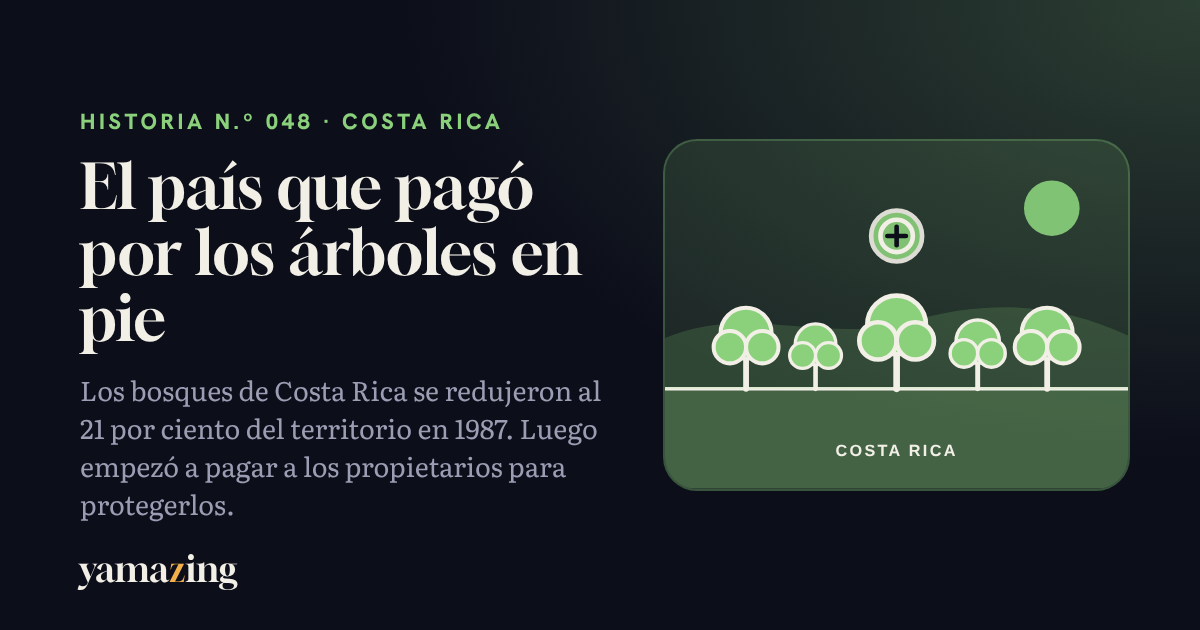 HISTORIA N.º 048 · COSTA RICA
El país que pagó
por los árboles en
pie
Los bosques de Costa Rica se redujeron al
21 por ciento del territorio en 1987. Luego
empezó a pagar a los propietarios para
protegerlos.
yamazing
COSTA RICA